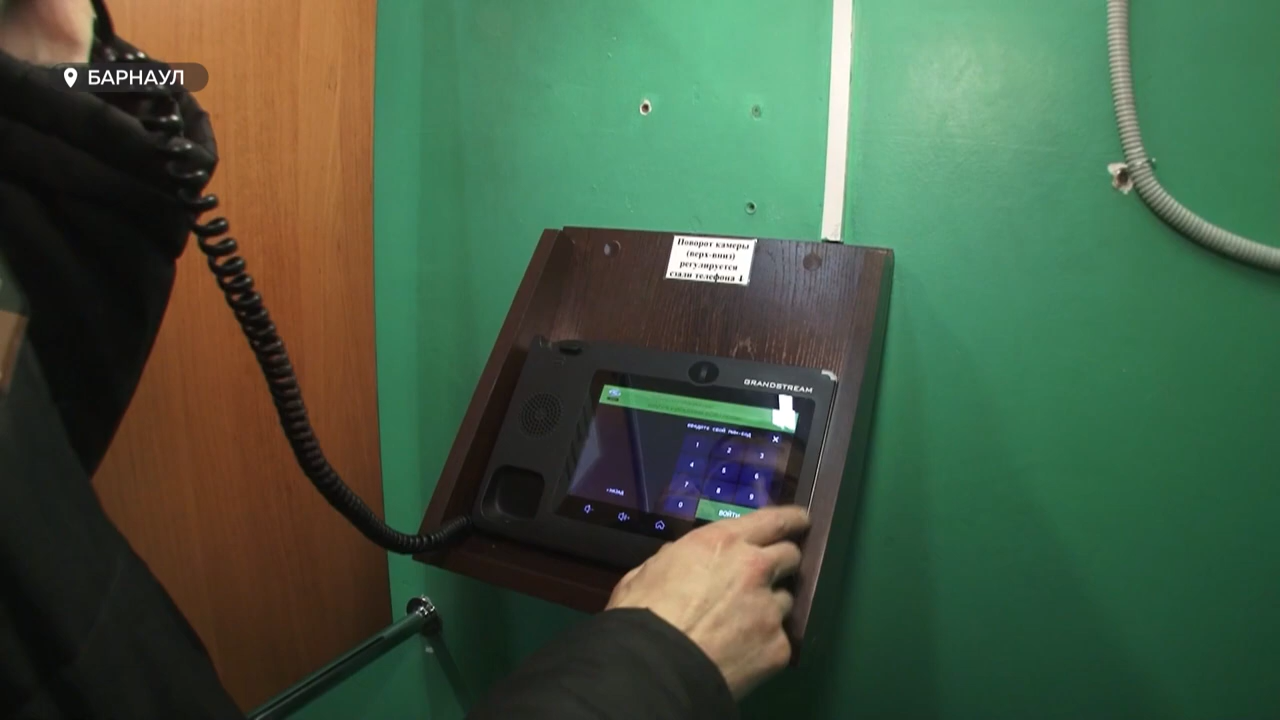 БАРНАУЛ
Поворот камеры
(верх-вниз)
регулируется
сзади телефона ↓
GRANDSTREAM
введите свой пин-код
1 2 3
4 5 6
7 8 9
0
‹ НАЗАД
ВОЙТИ